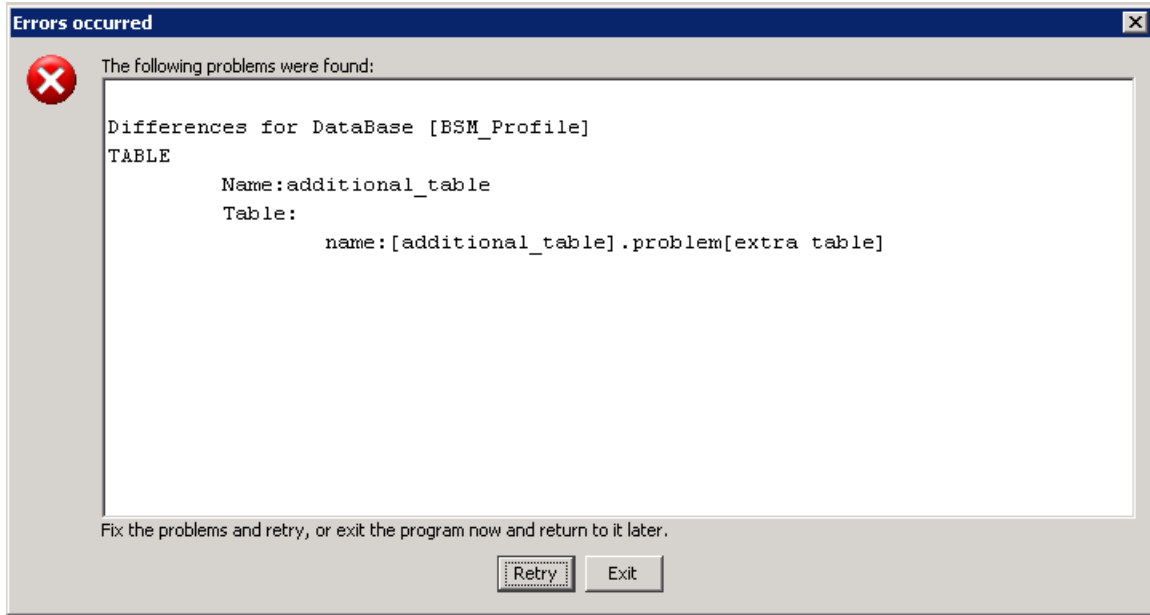 Errors occurred
The following problems were found:
Differences for DataBase [BSM_Profile]
TABLE
Name:additional_table
Table:
name:[additional_table].problem[extra table]
Fix the problems and retry, or exit the program now and return to it later.
Retry Exit